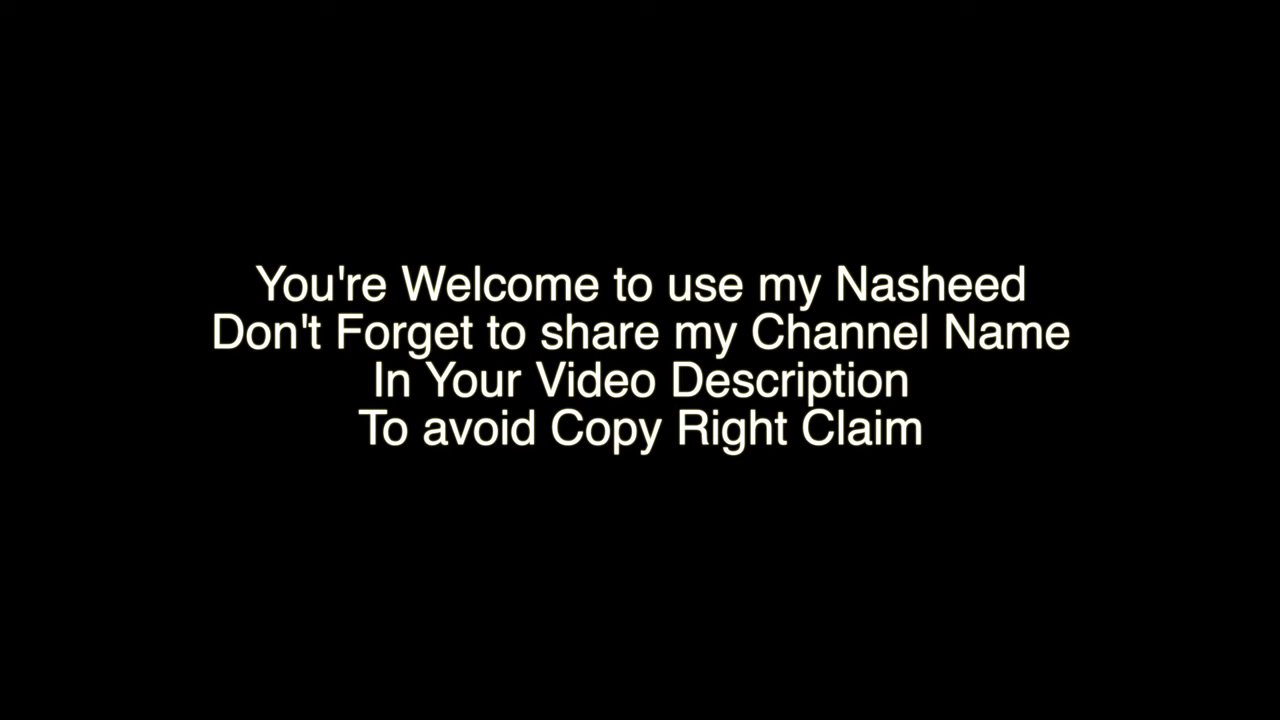 You're Welcome to use my Nasheed
Don't Forget to share my Channel Name
In Your Video Description
To avoid Copy Right Claim